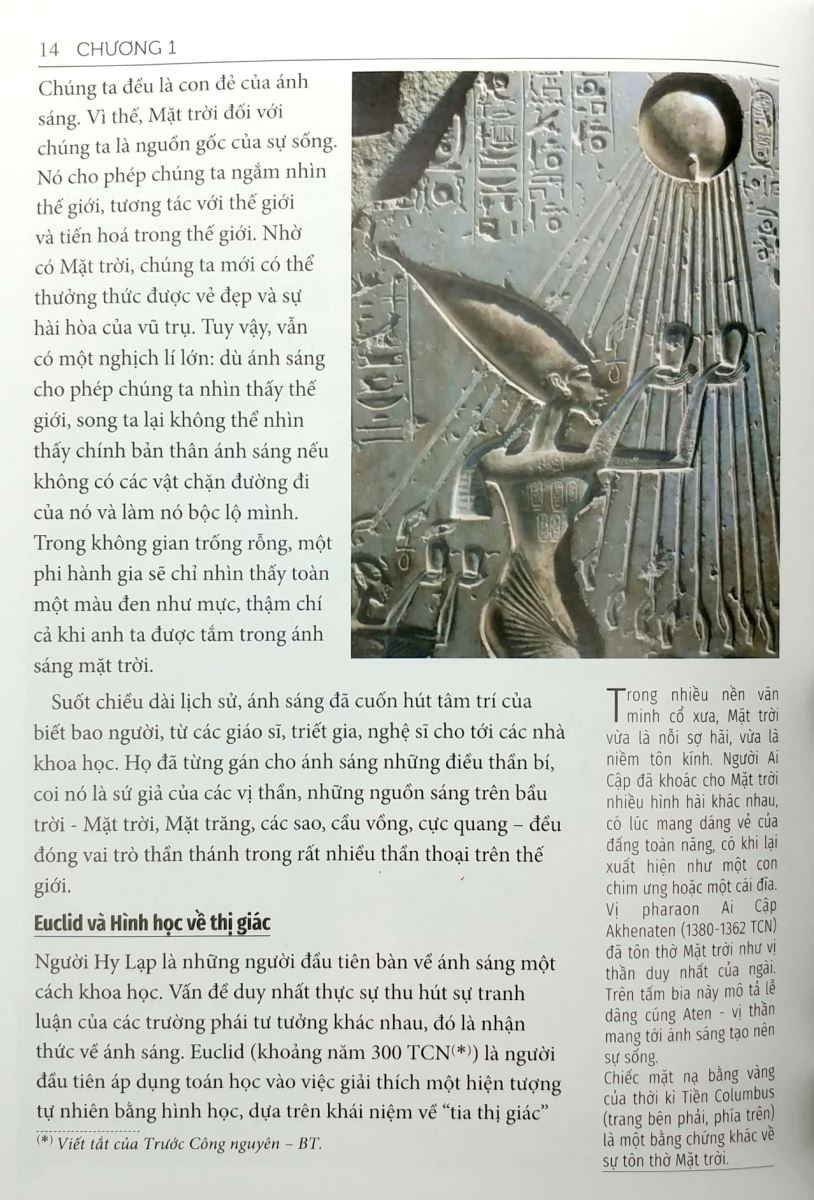 14 CHƯƠNG 1
Chúng ta đều là con đẻ của ánh
sáng. Vì thế, Mặt trời đối với
chúng ta là nguồn gốc của sự sống.
Nó cho phép chúng ta ngắm nhìn
thế giới, tương tác với thế giới
và tiến hoá trong thế giới. Nhờ
có Mặt trời, chúng ta mới có thể
thưởng thức được vẻ đẹp và sự
hài hòa của vũ trụ. Tuy vậy, vẫn
có một nghịch lí lớn: dù ánh sáng
cho phép chúng ta nhìn thấy thế
giới, song ta lại không thể nhìn
thấy chính bản thân ánh sáng nếu
không có các vật chặn đường đi
của nó và làm nó bộc lộ mình.
Trong không gian trống rỗng, một
phi hành gia sẽ chỉ nhìn thấy toàn
một màu đen như mực, thậm chí
cả khi anh ta được tắm trong ánh
sáng mặt trời.
Suốt chiều dài lịch sử, ánh sáng đã cuốn hút tâm trí của
biết bao người, từ các giáo sĩ, triết gia, nghệ sĩ cho tới các nhà
khoa học. Họ đã từng gán cho ánh sáng những điều thần bí,
coi nó là sứ giả của các vị thần, những nguồn sáng trên bầu
trời - Mặt trời, Mặt trăng, các sao, cầu vồng, cực quang – đều
đóng vai trò thần thánh trong rất nhiều thần thoại trên thế
giới.
Euclid và Hình học về thị giác
Người Hy Lạp là những người đầu tiên bàn về ánh sáng một
cách khoa học. Vấn đề duy nhất thực sự thu hút sự tranh
luận của các trường phái tư tưởng khác nhau, đó là nhận
thức về ánh sáng. Euclid (khoảng năm 300 TCN(*)) là người
đầu tiên áp dụng toán học vào việc giải thích một hiện tượng
tự nhiên bằng hình học, dựa trên khái niệm về “tia thị giác”
(*) Viết tắt của Trước Công nguyên – BT.
Trong nhiều nền văn
minh cổ xưa, Mặt trời
vừa là nỗi sợ hãi, vừa là
niềm tôn kính. Người Ai
Cập đã khoác cho Mặt trời
nhiều hình hài khác nhau,
có lúc mang dáng vẻ của
đấng toàn năng, có khi lại
xuất hiện như một con
chim ưng hoặc một cái đĩa.
Vị pharaon Ai Cập
Akhenaten (1380-1362 TCN)
đã tôn thờ Mặt trời như vị
thần duy nhất của ngài.
Trên tấm bia này mô tả lễ
dâng cúng Aten - vị thần
mang tới ánh sáng tạo nên
sự sống.
Chiếc mặt nạ bằng vàng
của thời kì Tiền Columbus
(trang bên phải, phía trên)
là một bằng chứng khác về
sự tôn thờ Mặt trời.